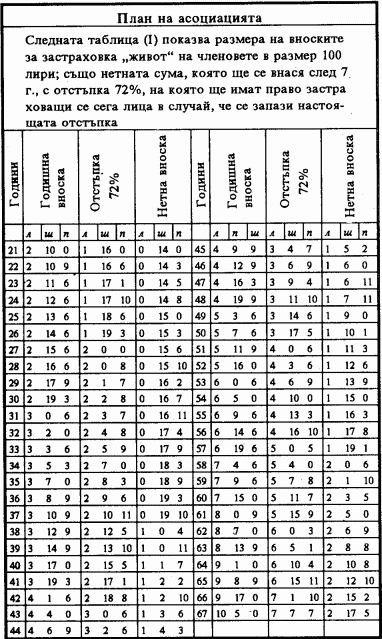 План на асоциацията
Следната таблица (I) показва размера на вноските
за застраховка „живот“ на членовете в размер 100
лири; също нетната сума, която ще се внася след 7
г., с отстъпка 72%, на която ще имат право застра
ховащи се сега лица в случай, че се запази настоя-
щата отстъпка
Години Годишна вноска Отстъпка 72% Нетна вноска Години Годишна вноска Отстъпка 72% Нетна вноска
л ш п л ш п л ш п л ш п л ш п л ш п
21 2 10 0 1 16 0 0 14 0 45 4 9 9 3 4 7 1 5 2
22 2 10 9 1 16 6 0 14 3 46 4 12 9 3 6 9 1 6 0
23 2 11 6 1 17 1 0 14 5 47 4 16 3 3 9 4 1 6 11
24 2 12 6 1 17 10 0 14 8 48 4 19 9 3 11 10 1 7 11
25 2 13 6 1 18 6 0 15 0 49 5 3 6 3 14 6 1 9 0
26 2 14 6 1 19 3 0 15 3 50 5 7 6 3 17 5 1 10 1
27 2 15 6 2 0 0 0 15 6 51 5 11 9 4 0 6 1 11 3
28 2 16 6 2 0 8 0 15 10 52 5 16 0 4 3 6 1 12 6
29 2 17 9 2 1 7 0 16 2 53 6 0 6 4 6 9 1 13 9
30 2 19 3 2 2 8 0 16 7 54 6 5 0 4 10 0 1 15 0
31 3 0 6 2 3 7 0 16 11 55 6 9 6 4 13 3 1 16 3
32 3 2 0 2 4 8 0 17 4 56 6 14 6 4 16 10 1 17 8
33 3 3 6 2 5 9 0 17 9 57 6 19 6 5 0 5 1 19 1
34 3 5 3 2 7 0 0 18 3 58 7 4 6 5 4 0 2 0 6
35 3 7 0 2 8 3 0 18 9 59 7 9 6 5 7 8 2 1 10
36 3 8 9 2 9 6 0 19 3 60 7 15 0 5 11 7 2 3 5
37 3 10 9 2 10 11 0 19 10 61 8 0 9 5 15 9 2 5 0
38 3 12 9 2 12 5 1 0 4 62 8 7 0 6 0 3 2 6 9
39 3 14 9 2 13 10 1 0 11 63 8 13 9 6 5 1 2 8 8
40 3 17 0 2 15 5 1 1 7 64 9 1 0 6 10 4 2 10 8
41 3 19 3 2 17 1 1 2 2 65 9 8 9 6 15 11 2 12 10
42 4 1 6 2 18 8 1 2 10 66 9 17 0 7 1 10 2 15 2
43 4 4 0 3 0 6 1 3 6 67 10 5 0 7 7 7 2 17 5
44 4 6 9 3 2 6 1 4 3